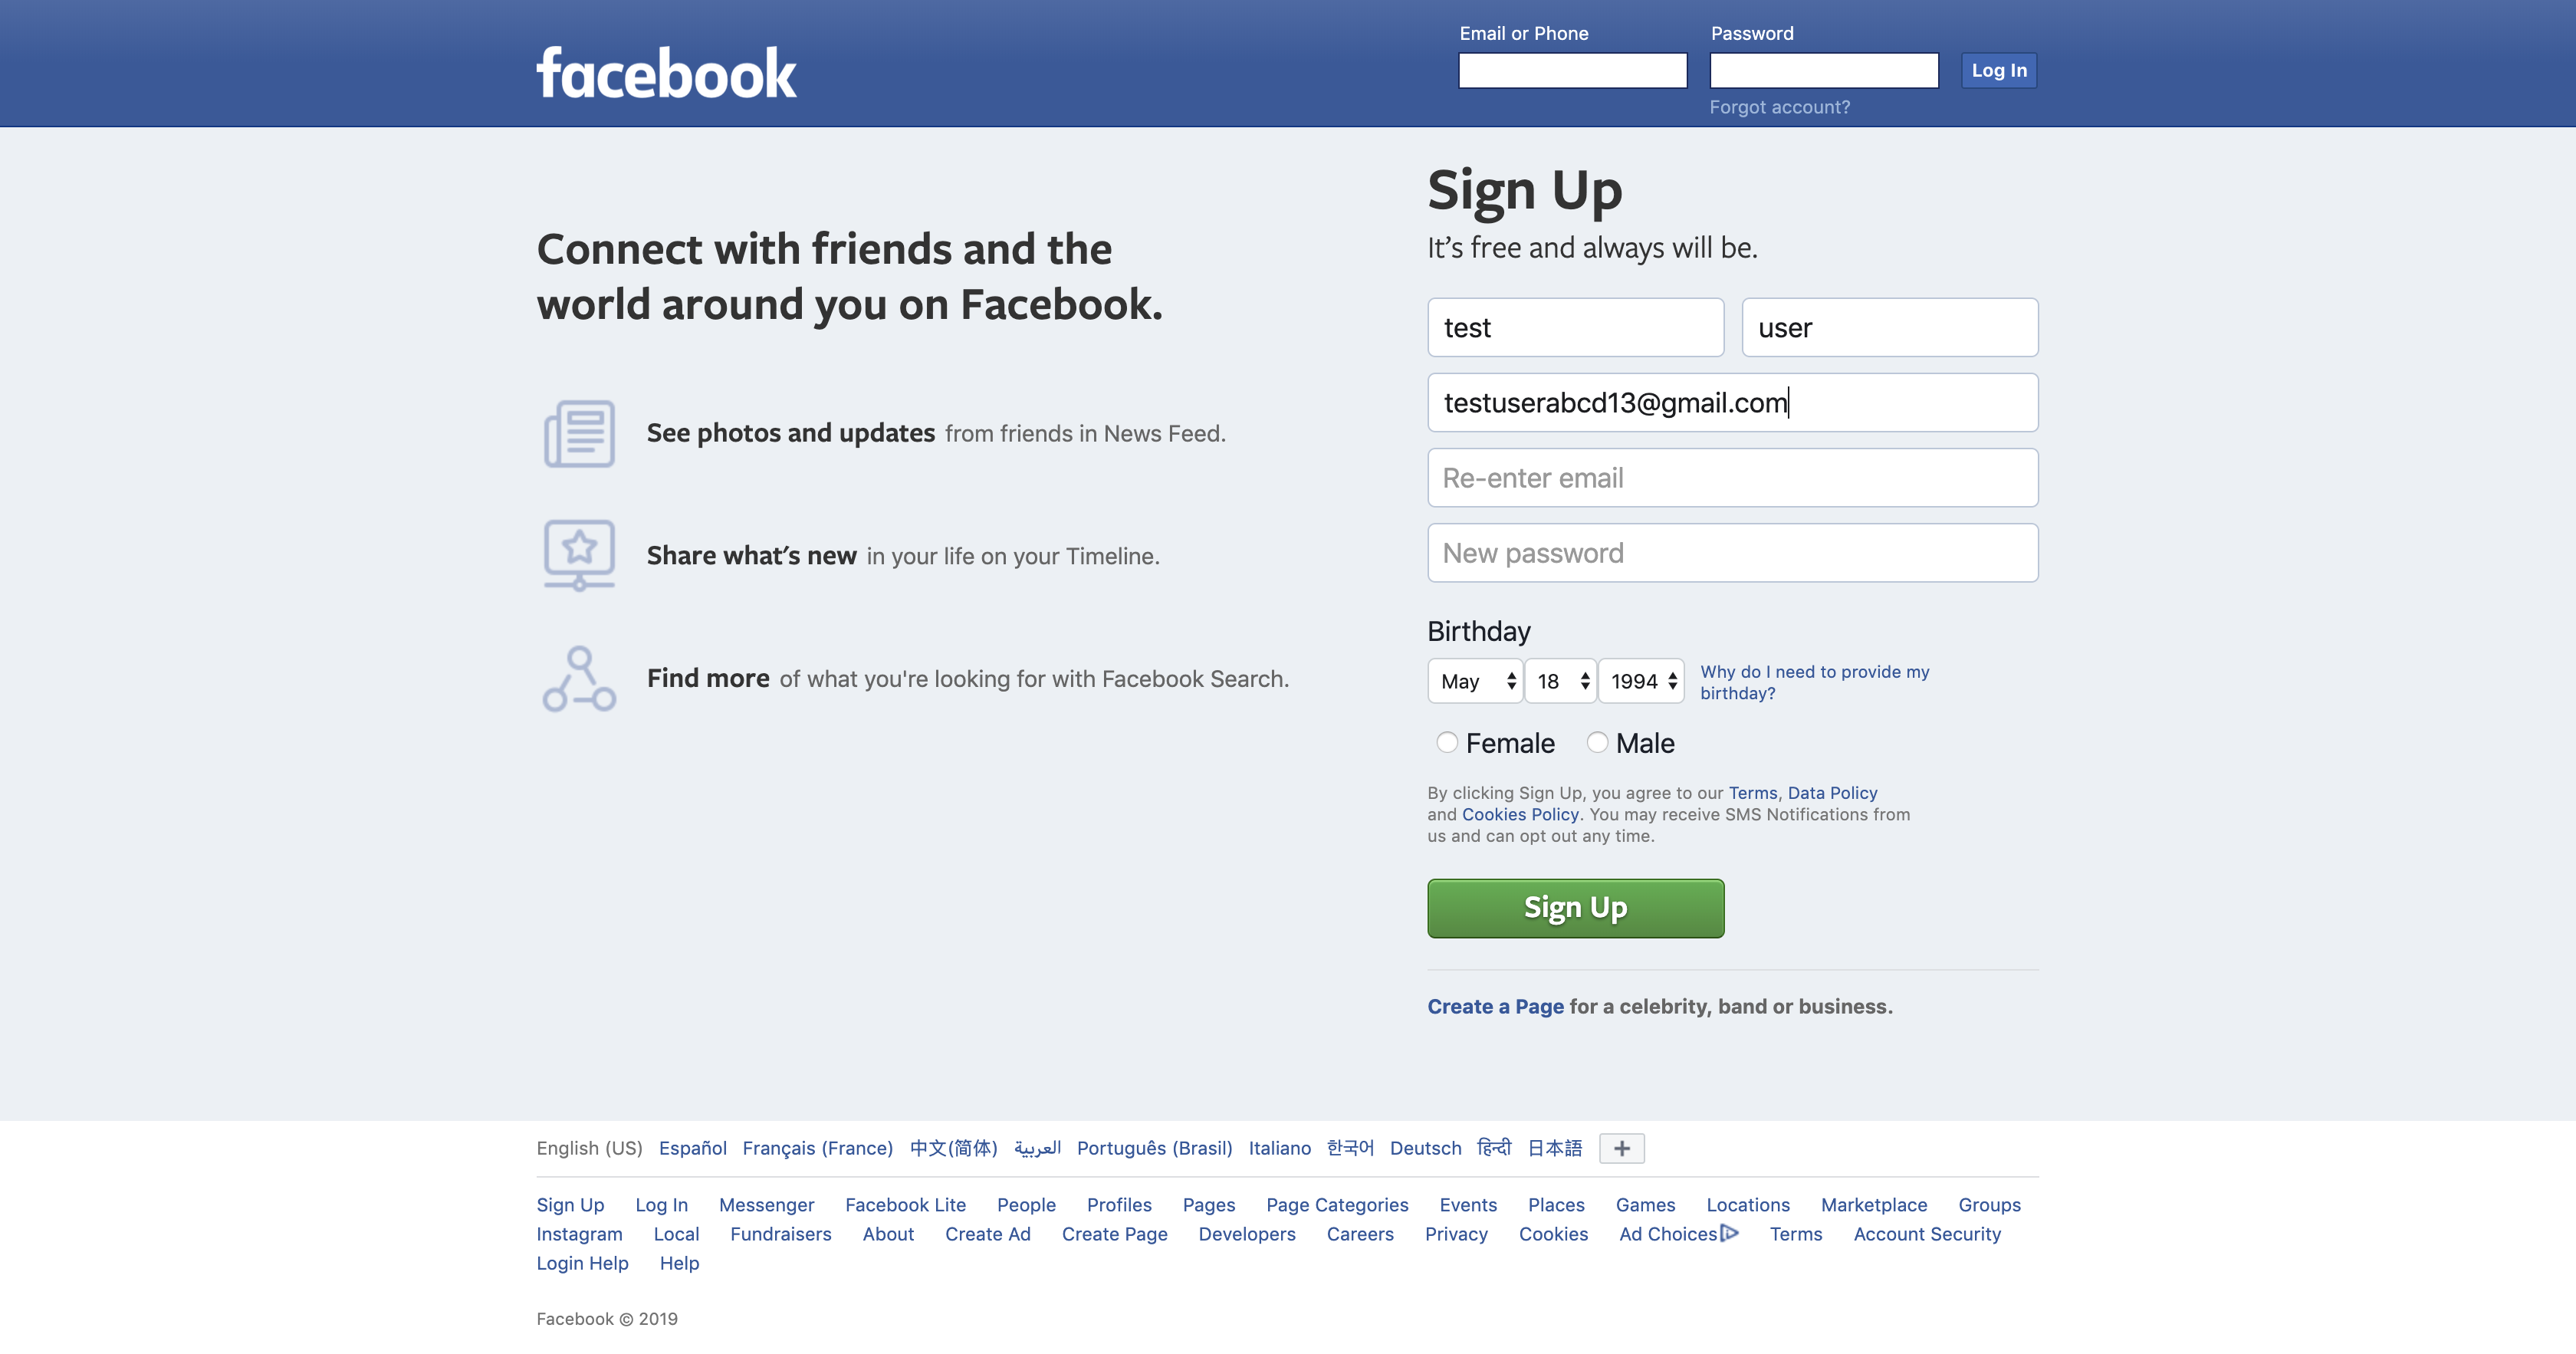 facebook
Email or Phone
Password
Log In
Forgot account?
Connect with friends and the
world around you on Facebook.
See photos and updates from friends in News Feed.
Share what's new in your life on your Timeline.
Find more of what you're looking for with Facebook Search.
Sign Up
It’s free and always will be.
test
user
testuserabcd13@gmail.com
Re-enter email
New password
Birthday
May 18 1994
Why do I need to provide my
birthday?
Female Male
By clicking Sign Up, you agree to our Terms, Data Policy
and Cookies Policy. You may receive SMS Notifications from
us and can opt out any time.
Sign Up
Create a Page for a celebrity, band or business.
English (US) Español Français (France) 中文(简体) العربية Português (Brasil) Italiano 한국어 Deutsch हिन्दी 日本語 +
Sign Up Log In Messenger Facebook Lite People Profiles Pages Page Categories Events Places Games Locations Marketplace Groups
Instagram Local Fundraisers About Create Ad Create Page Developers Careers Privacy Cookies Ad Choices Terms Account Security
Login Help Help
Facebook © 2019